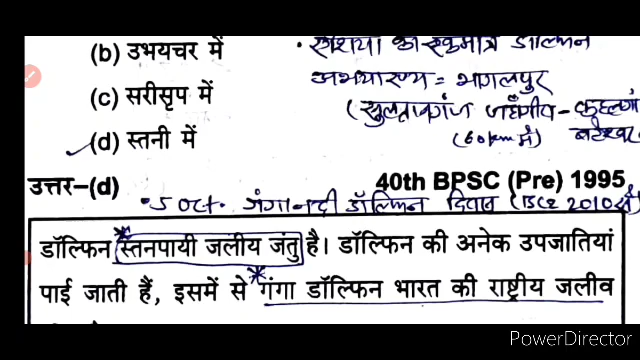 (b) उभयचर में
• एशिया का एकमात्र डॉल्फिन
अभयारण्य = भागलपुर
(c) सरीसृप में
(सुल्तानगंज
(60 km में)
(d) स्तनी में
उत्तर–(d)
40th BPSC (Pre) 1995
• 5 Oct. गंगा नदी डॉल्फिन दिवस
डॉल्फिन स्तनपायी जलीय जंतु है। डॉल्फिन की अनेक उपजातियां
पाई जाती हैं, इसमें से गंगा डॉल्फिन भारत की राष्ट्रीय जलीव
PowerDirector